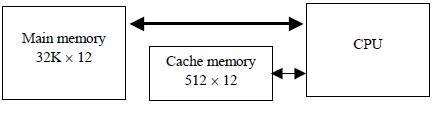 Main memory
32K × 12
Cache memory
512 × 12
CPU